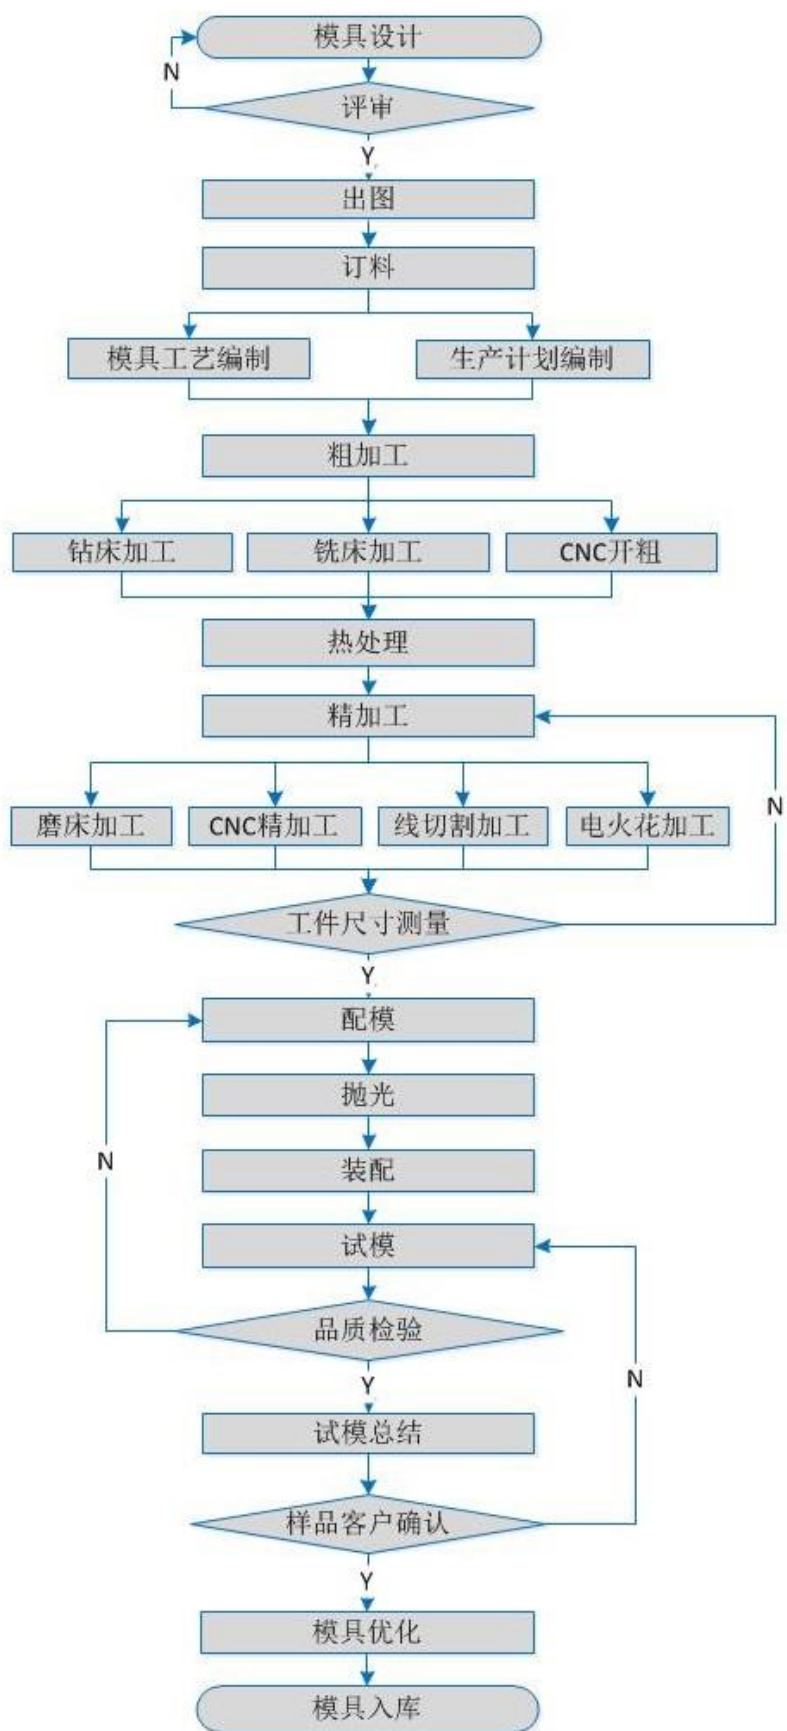 模具设计
N
评审
Y
出图
订料
模具工艺编制
生产计划编制
粗加工
钻床加工
铣床加工
CNC开粗
热处理
精加工
N
磨床加工
CNC精加工
线切割加工
电火花加工
工件尺寸测量
Y
配模
抛光
N
装配
试模
品质检验
Y
N
试模总结
样品客户确认
Y
模具优化
模具入库